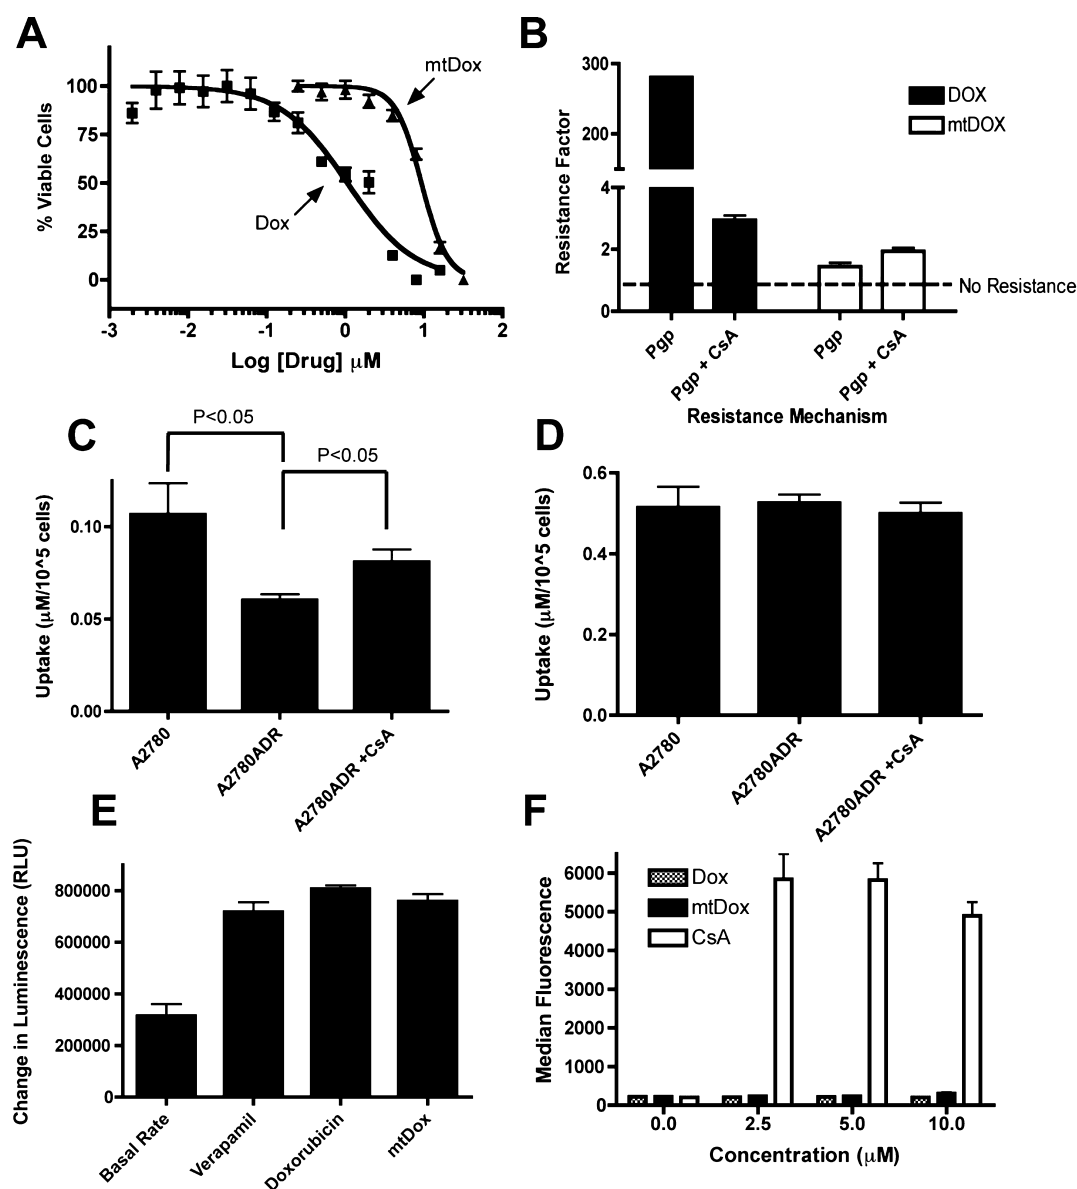 A
100
75
50
25
0
% Viable Cells
mtDox
Dox
-3 -2 -1 0 1 2
Log [Drug] μM
B
300
200
4
2
0
Resistance Factor
DOX
mtDOX
No Resistance
Pgp
Pgp + CsA
Pgp
Pgp + CsA
Resistance Mechanism
C
P<0.05
P<0.05
0.10
0.05
0.00
Uptake (μM/10^5 cells)
A2780
A2780ADR
A2780ADR +CsA
D
0.6
0.4
0.2
0.0
Uptake (μM/10^5 cells)
A2780
A2780ADR
A2780ADR +CsA
E
800000
600000
400000
200000
0
Change in Luminescence (RLU)
Basal Rate
Verapamil
Doxorubicin
mtDox
F
6000
5000
4000
3000
2000
1000
0
Median Fluorescence
Dox
mtDox
CsA
0.0 2.5 5.0 10.0
Concentration (μM)